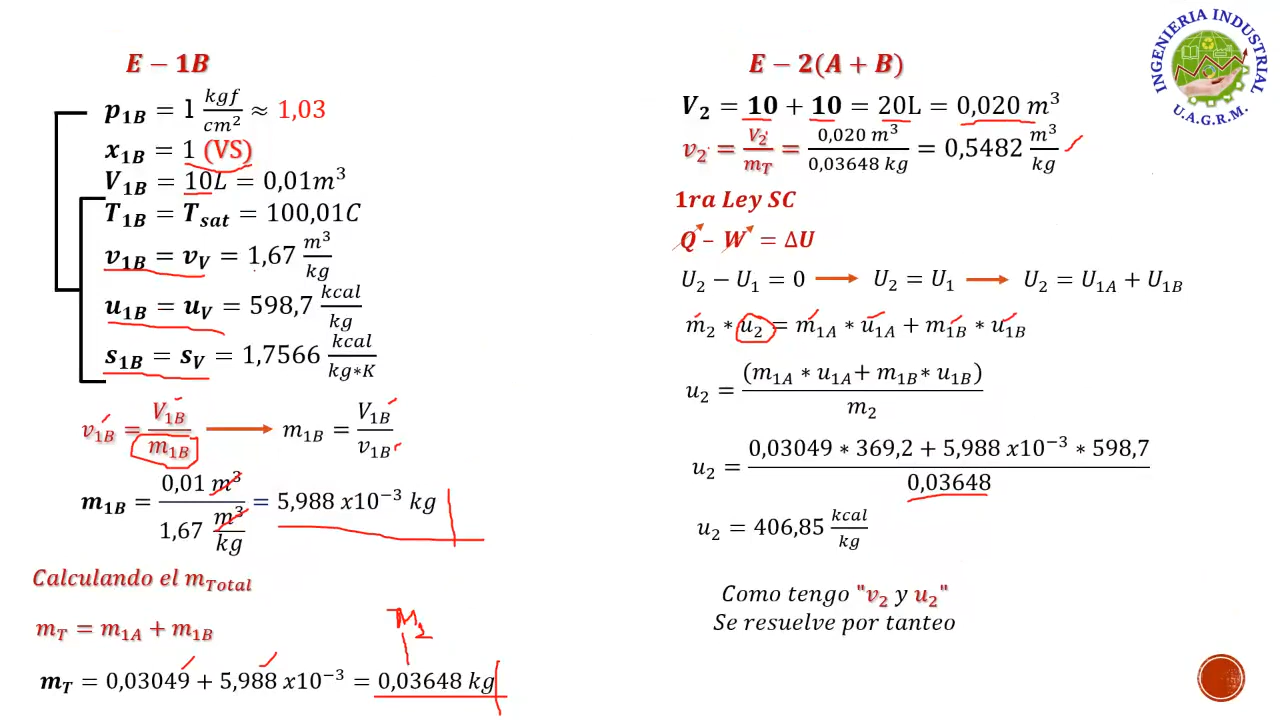 E − 1B
p₁B = 1 kgf/cm² ≈ 1,03
x₁B = 1 (VS)
V₁B = 10L = 0,01m³
T₁B = Tsat = 100,01C
v₁B = vV = 1,67 m³/kg
u₁B = uV = 598,7 kcal/kg
s₁B = sV = 1,7566 kcal/kg∗K
v₁B = V₁B/m₁B → m₁B = V₁B/v₁B
m₁B = 0,01 m³ / 1,67 m³/kg = 5,988 x10⁻³ kg
Calculando el mTotal
mT = m₁A + m₁B
M₂
mT = 0,03049 + 5,988 x10⁻³ = 0,03648 kg
E − 2(A + B)
V₂ = 10 + 10 = 20L = 0,020 m³
v₂ = V₂/mT = 0,020 m³/0,03648 kg = 0,5482 m³/kg
1ra Ley SC
Q − W = ΔU
U₂ − U₁ = 0 → U₂ = U₁ → U₂ = U₁A + U₁B
m₂ ∗ u₂ = m₁A ∗ u₁A + m₁B ∗ u₁B
u₂ = (m₁A ∗ u₁A + m₁B ∗ u₁B)/m₂
u₂ = 0,03049 ∗ 369,2 + 5,988 x10⁻³ ∗ 598,7 / 0,03648
u₂ = 406,85 kcal/kg
Como tengo "v₂ y u₂"
Se resuelve por tanteo
INGENIERIA INDUSTRIAL
U.A.G.R.M.